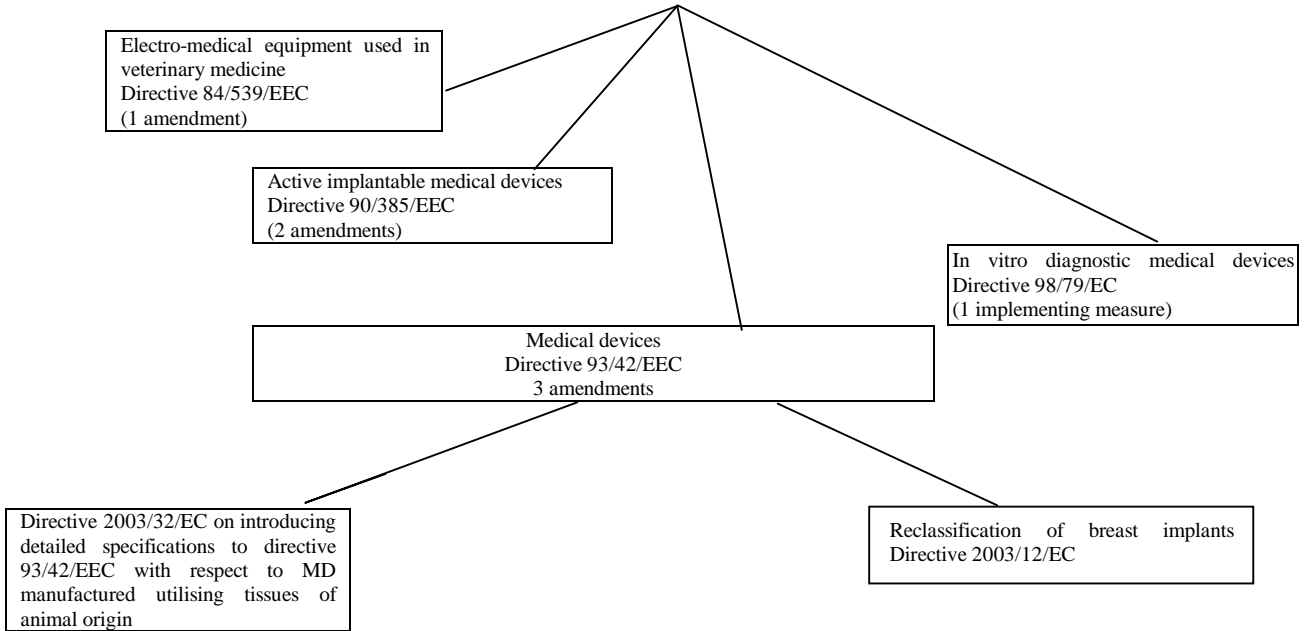 Electro-medical equipment used in
veterinary medicine
Directive 84/539/EEC
(1 amendment)
Active implantable medical devices
Directive 90/385/EEC
(2 amendments)
In vitro diagnostic medical devices
Directive 98/79/EC
(1 implementing measure)
Medical devices
Directive 93/42/EEC
3 amendments
Directive 2003/32/EC on introducing
detailed specifications to directive
93/42/EEC with respect to MD
manufactured utilising tissues of
animal origin
Reclassification of breast implants
Directive 2003/12/EC